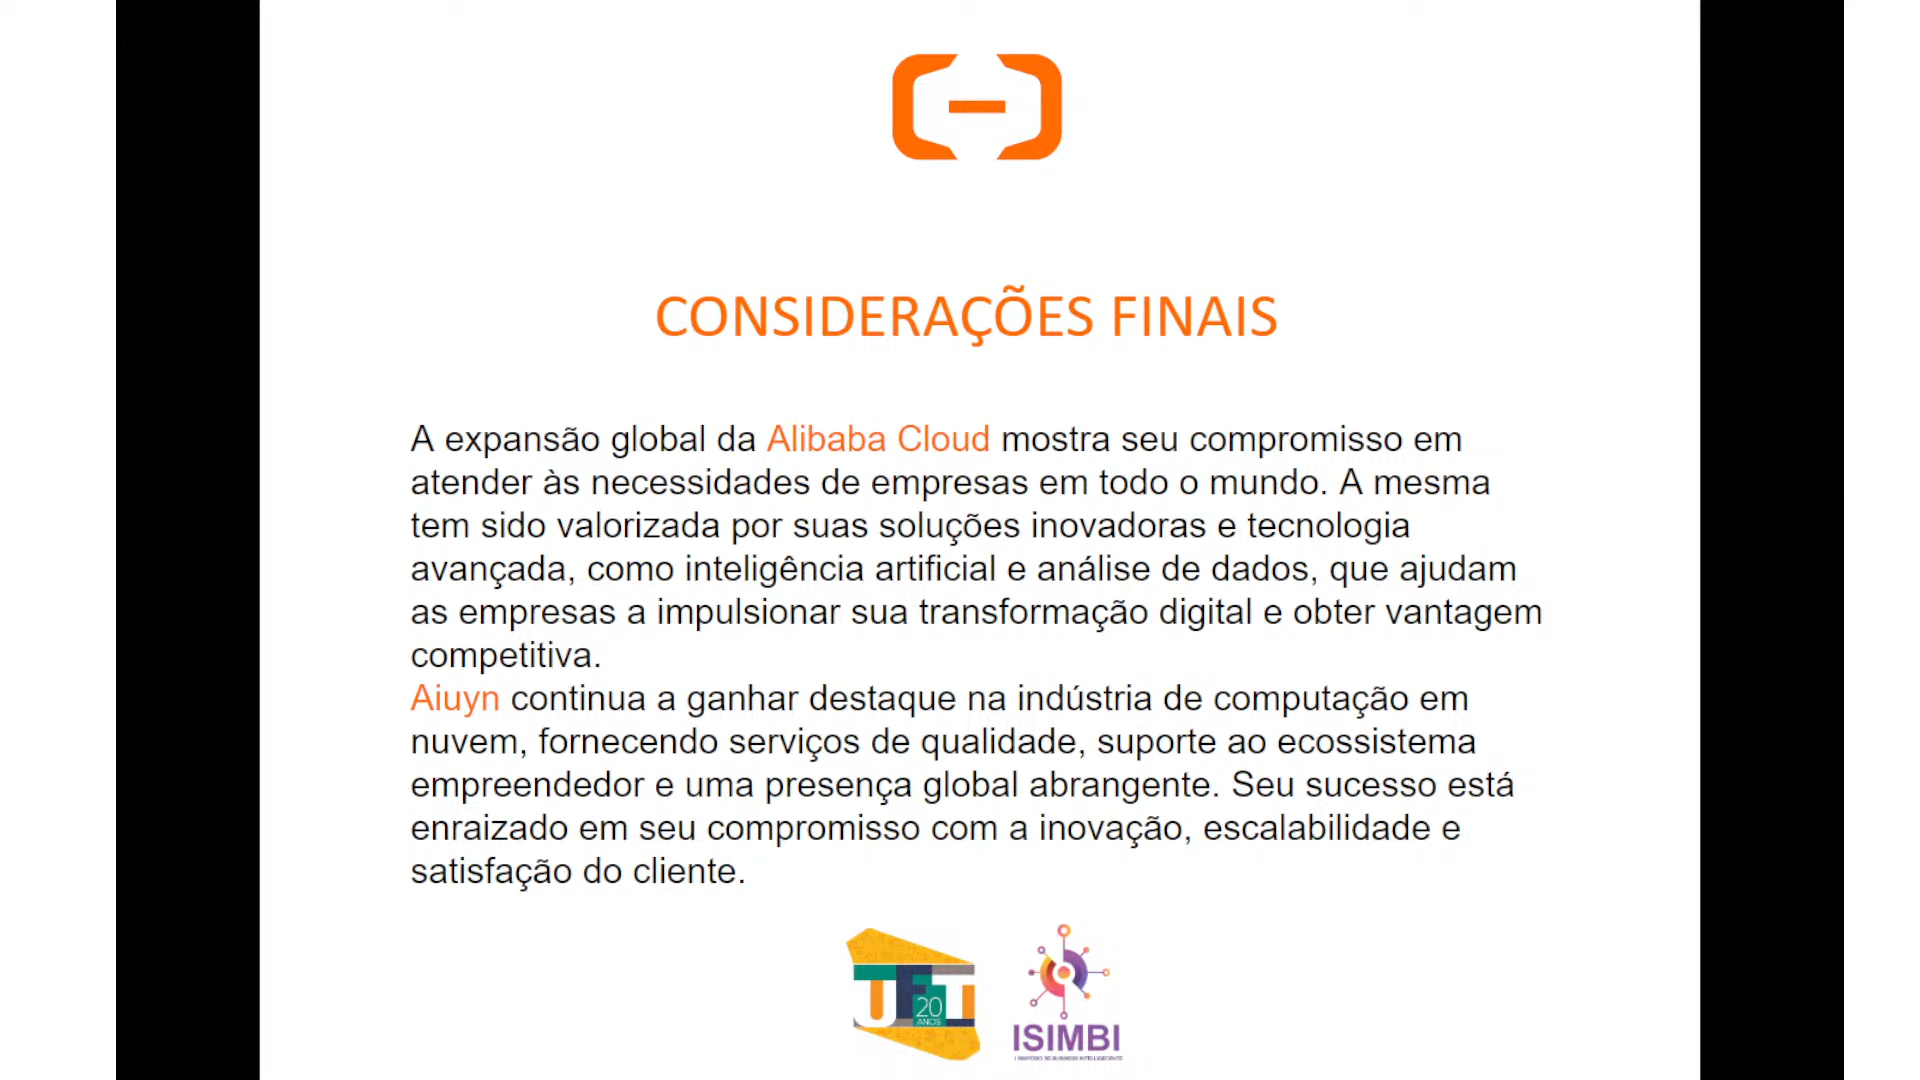 CONSIDERAÇÕES FINAIS
A expansão global da Alibaba Cloud mostra seu compromisso em
atender às necessidades de empresas em todo o mundo. A mesma
tem sido valorizada por suas soluções inovadoras e tecnologia
avançada, como inteligência artificial e análise de dados, que ajudam
as empresas a impulsionar sua transformação digital e obter vantagem
competitiva.
Aiuyn continua a ganhar destaque na indústria de computação em
nuvem, fornecendo serviços de qualidade, suporte ao ecossistema
empreendedor e uma presença global abrangente. Seu sucesso está
enraizado em seu compromisso com a inovação, escalabilidade e
satisfação do cliente.
UFT
20
ANOS
ISIMBI